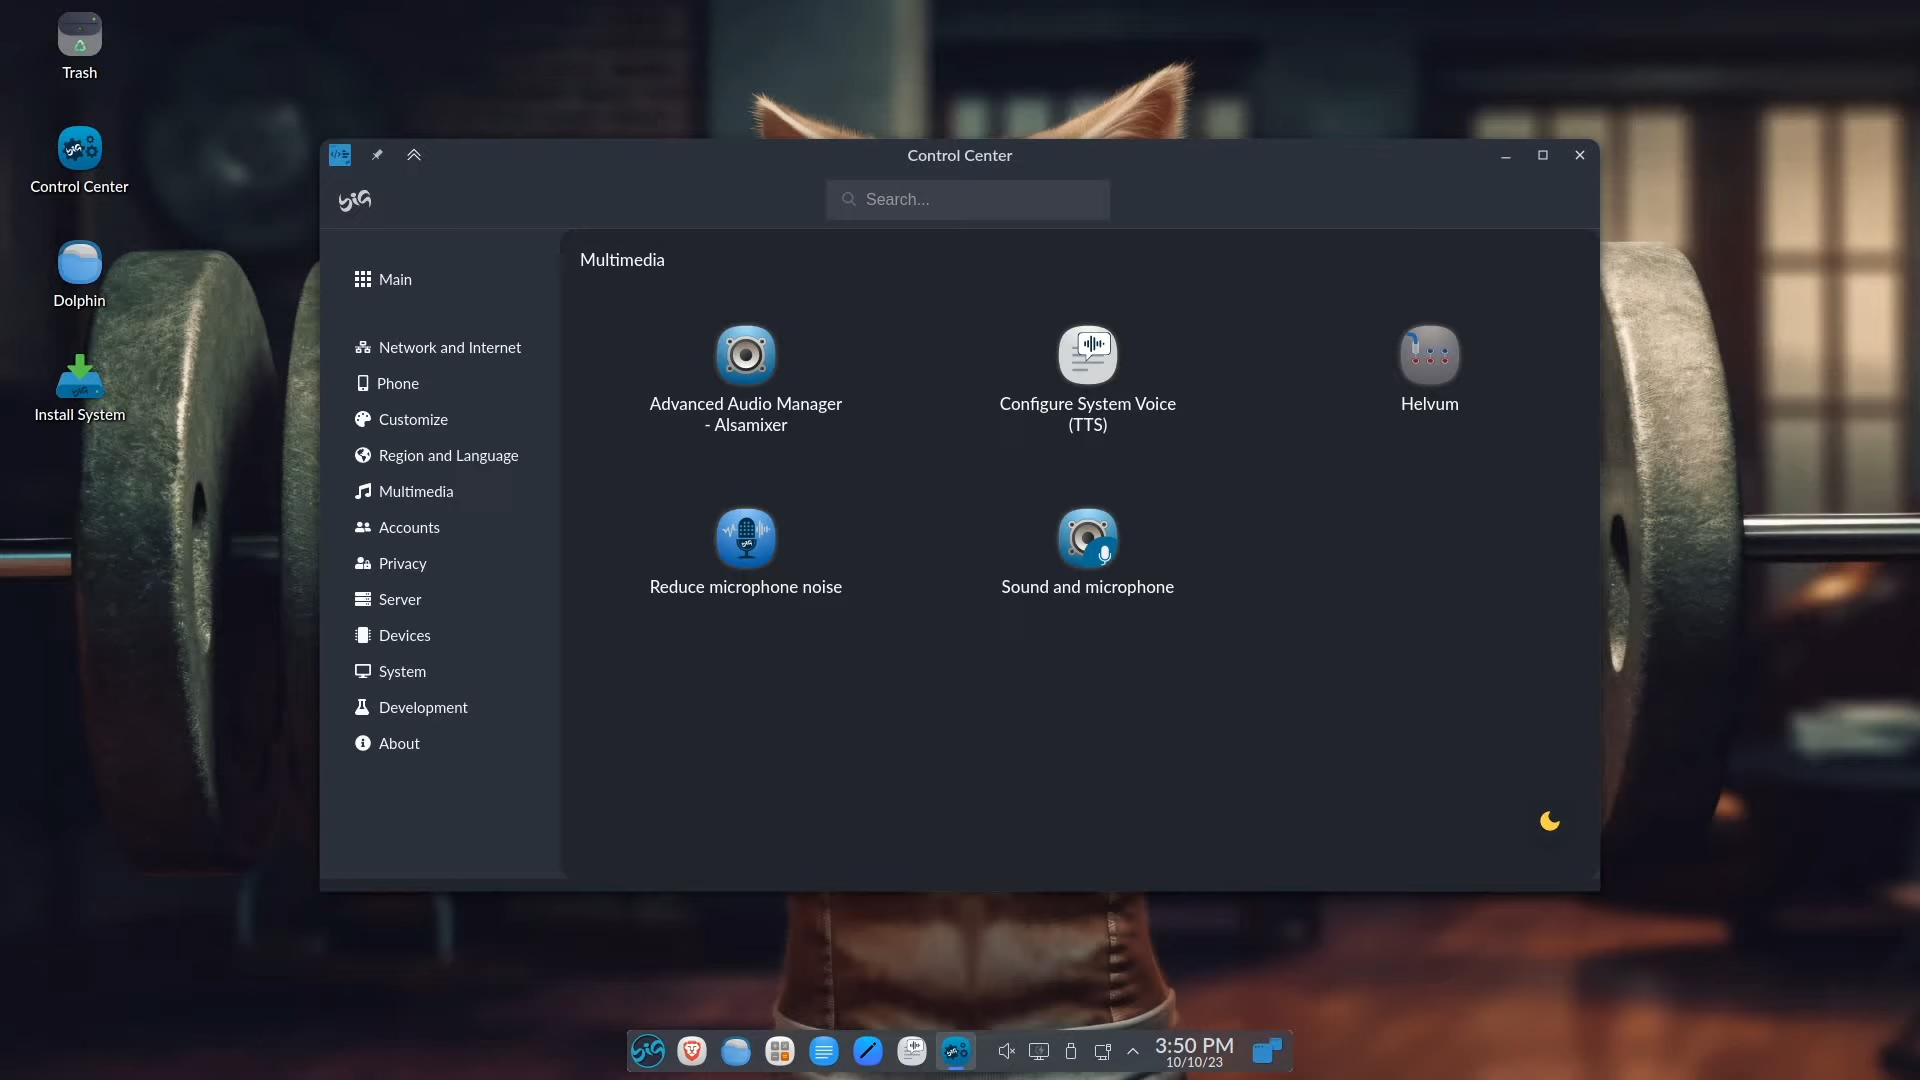 Trash
Control Center
Dolphin
Install System
Control Center
Search...
Main
Network and Internet
Phone
Customize
Region and Language
Multimedia
Accounts
Privacy
Server
Devices
System
Development
About
Multimedia
Advanced Audio Manager
- Alsamixer
Configure System Voice
(TTS)
Helvum
Reduce microphone noise
Sound and microphone
3:50 PM
10/10/23